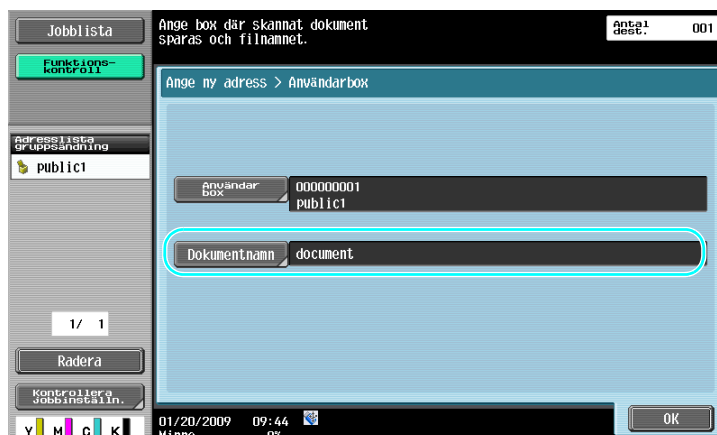 Jobblista
Funktions-
kontroll
Adresslista
gruppsändning
public1
1/ 1
Radera
Kontrollera
Jobbinställn.
Y M C K
Ange box där skannat dokument
sparas och filnamnet.
Antal
dest.
001
Ange ny adress > Användarbox
Användar
box
000000001
public1
Dokumentnamn
document
01/20/2009 09:44
Minne 0%
OK